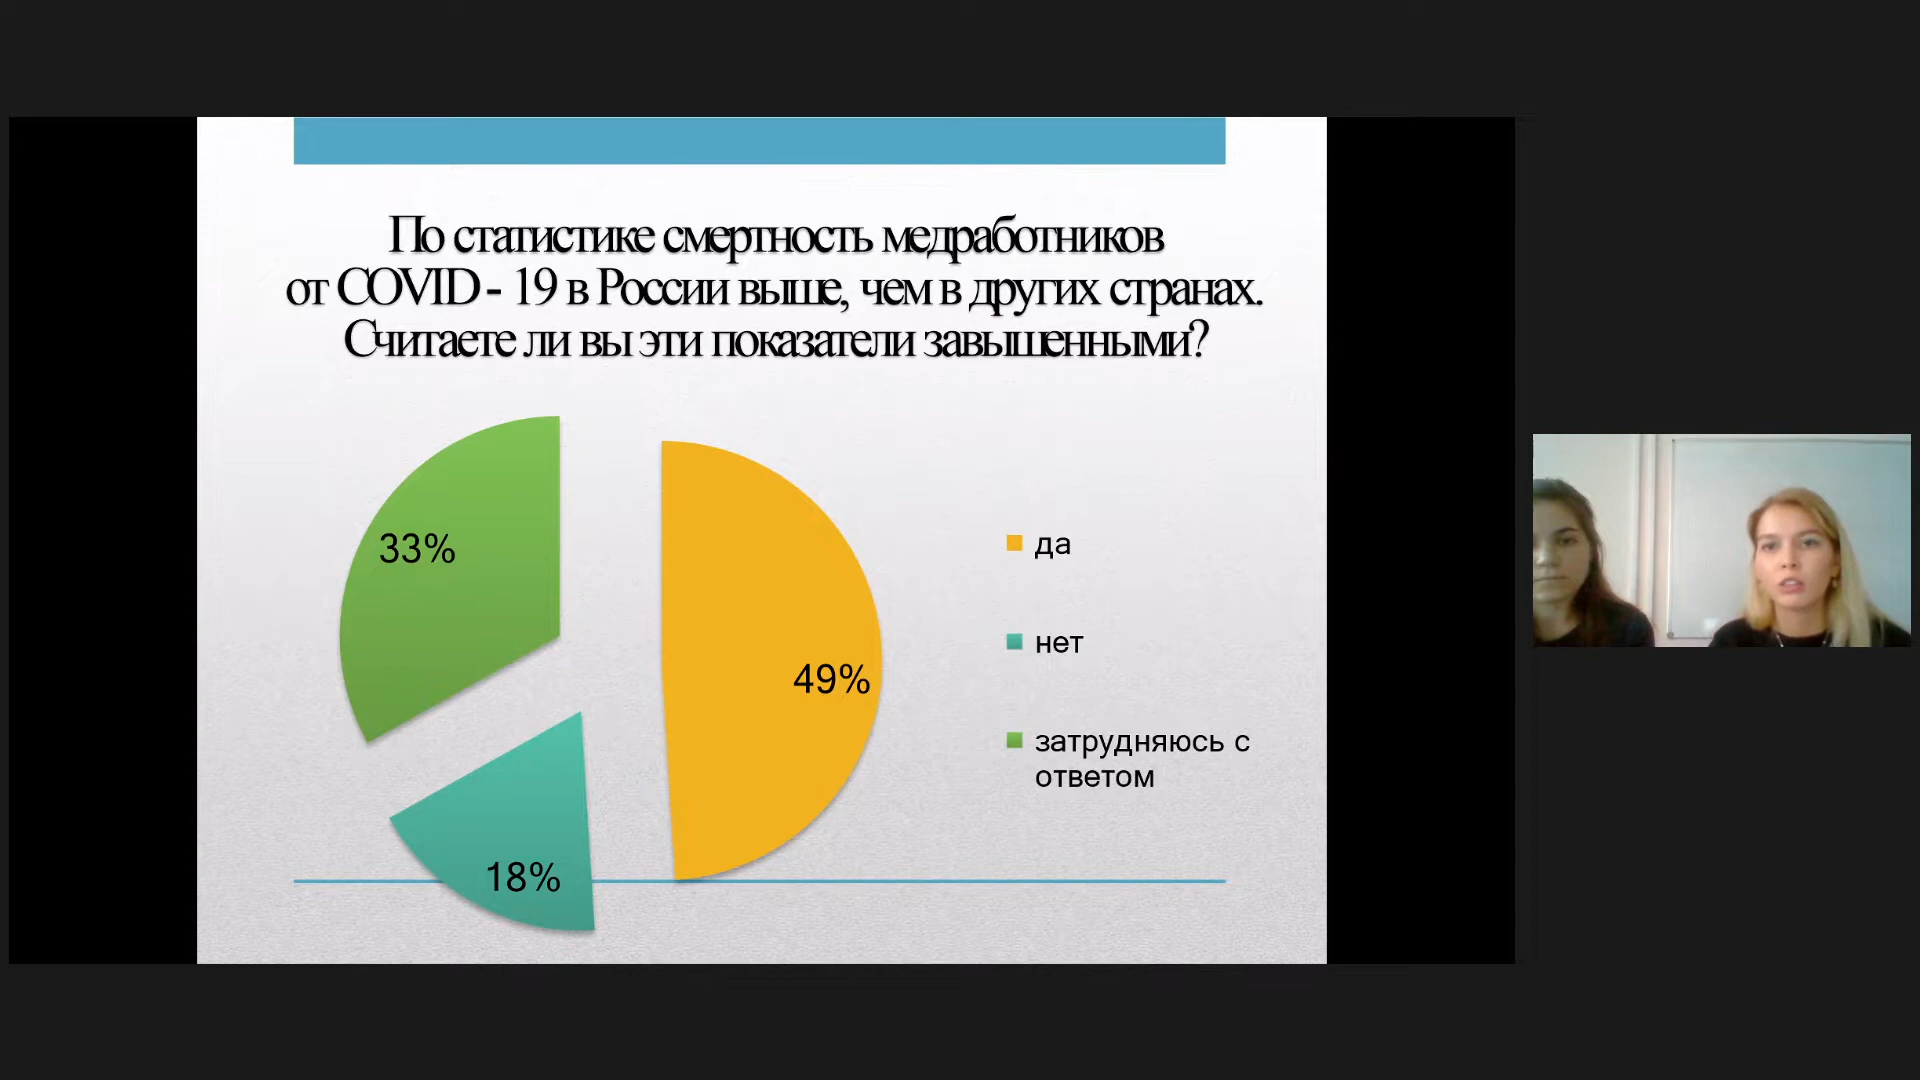 По статистике смертность медработников
от COVID - 19 в России выше, чем в других странах.
Считаете ли вы эти показатели завышенными?
33%
49%
18%
да
нет
затрудняюсь с
ответом